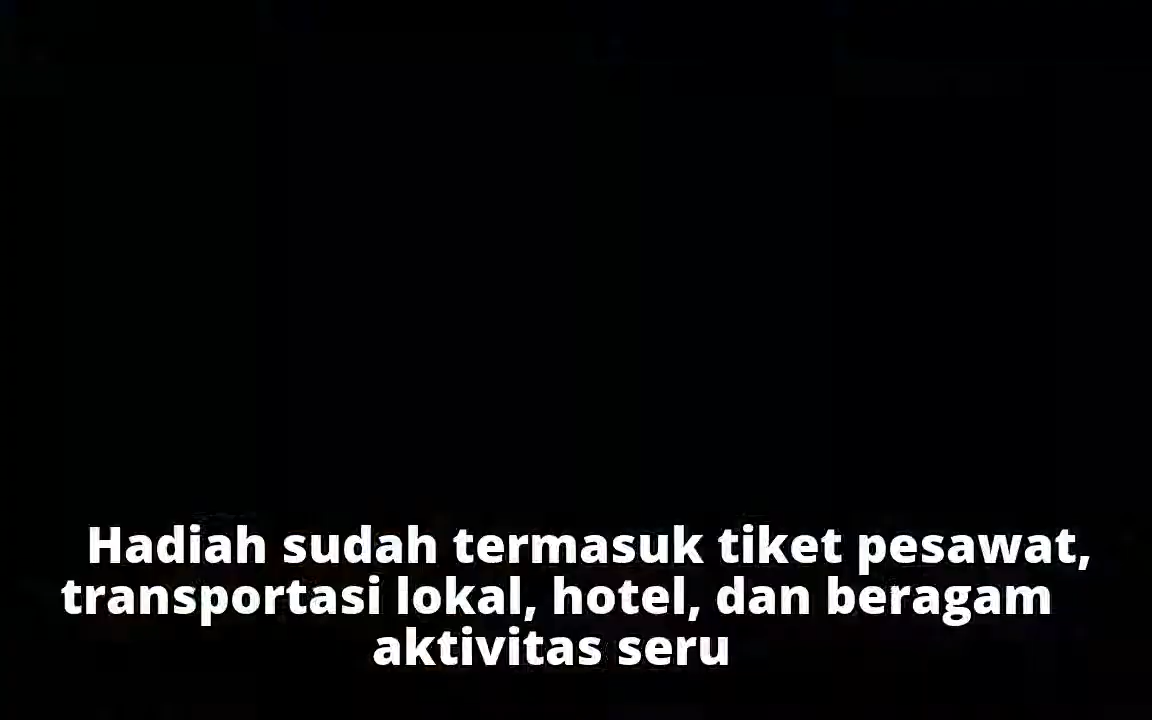 Hadiah sudah termasuk tiket pesawat,
transportasi lokal, hotel, dan beragam
aktivitas seru